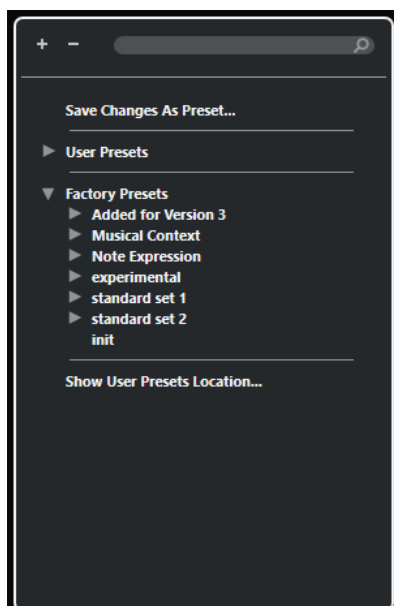 Save Changes As Preset...
User Presets
Factory Presets
Added for Version 3
Musical Context
Note Expression
experimental
standard set 1
standard set 2
init
Show User Presets Location...